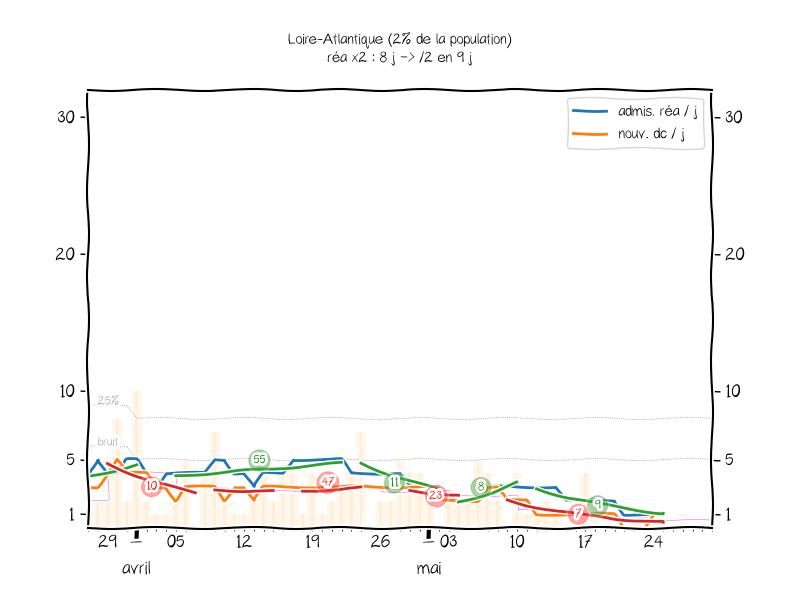 Loire-Atlantique (2% de la population)
réa x2 : 8 j -> /2 en 9 j
admis. réa / j
nouv. dc / j
30
30
20
20
10
10
25%
bruit
5
5
1
1
55
47
11
8
10
23
9
7
29 05 12 19 26 03 10 17 24
avril mai